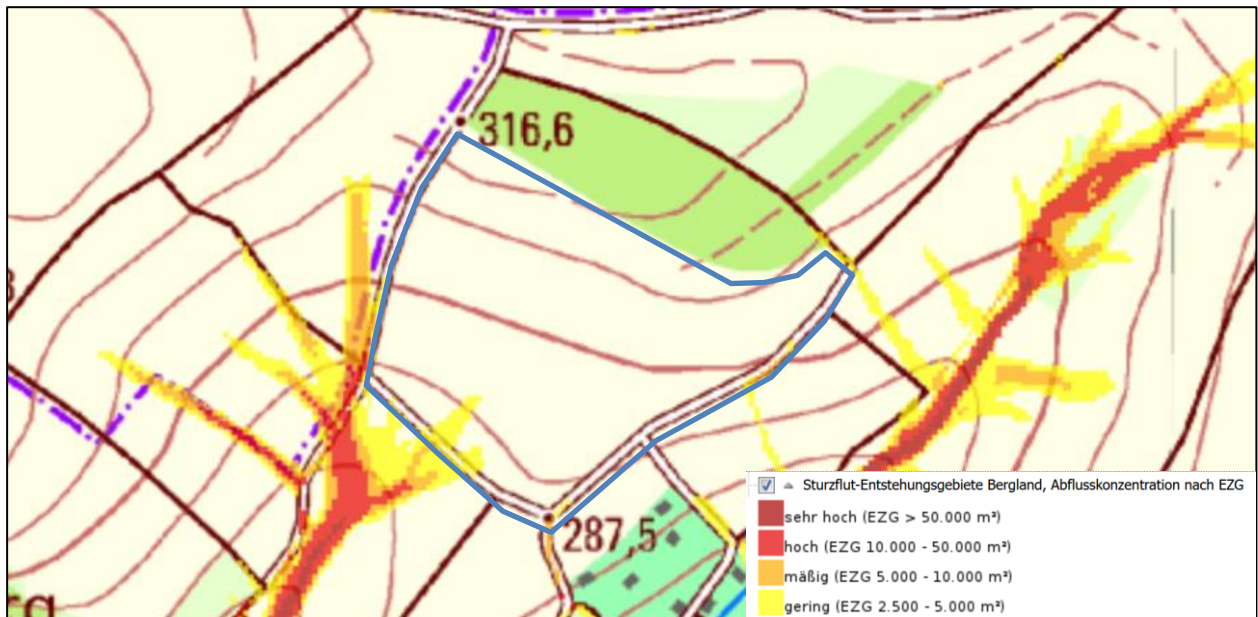 316,6
287,5
Sturzflut-Entstehungsgebiete Bergland, Abflusskonzentration nach EZG
sehr hoch (EZG > 50.000 m²)
hoch (EZG 10.000 - 50.000 m²)
mäßig (EZG 5.000 - 10.000 m²)
gering (EZG 2.500 - 5.000 m²)